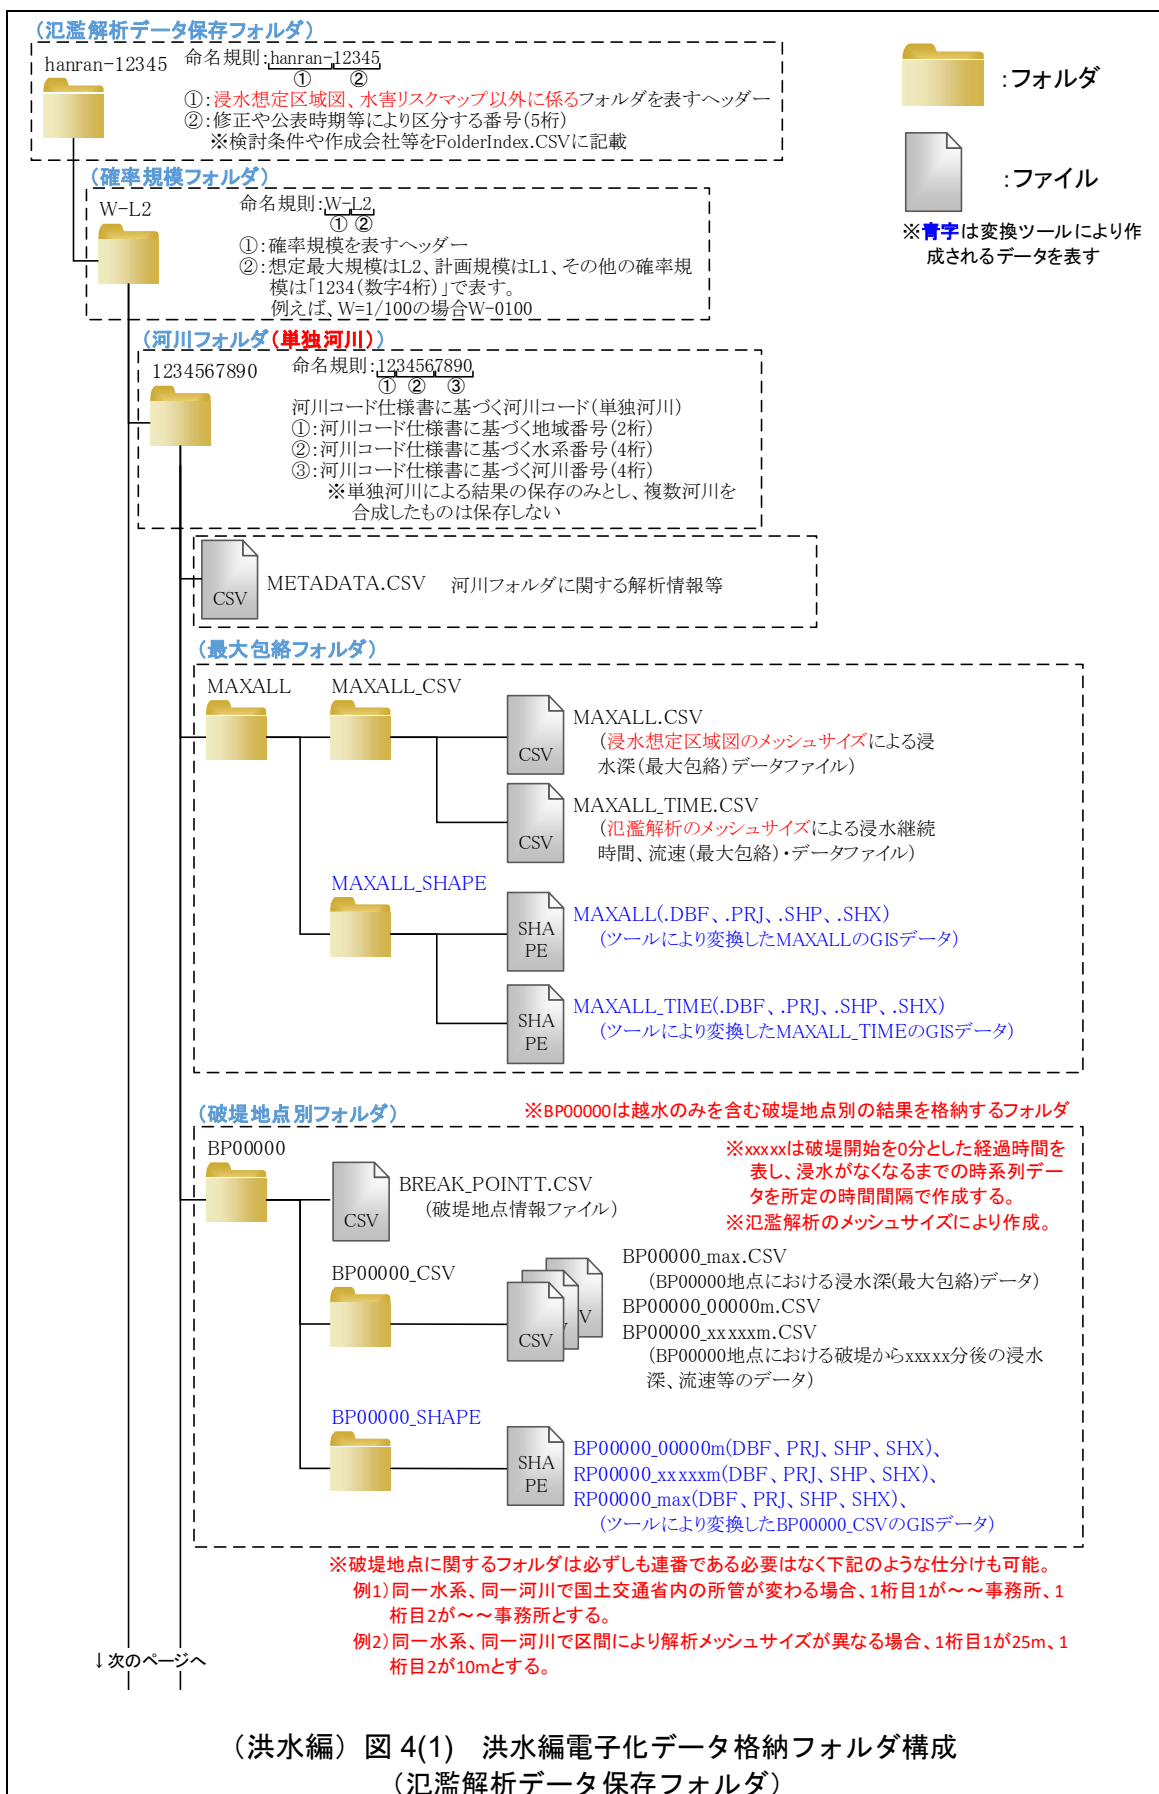 (氾濫解析データ保存フォルダ)
hanran-12345
命名規則:hanran-12345
① ②
①:浸水想定区域図、水害リスクマップ以外に係るフォルダを表すヘッダー
②:修正や公表時期等により区分する番号(5桁)
※検討条件や作成会社等をFolderIndex.CSVに記載
:フォルダ
:ファイル
※青字は変換ツールにより作
成されるデータを表す
(確率規模フォルダ)
W-L2
命名規則:W-L2
① ②
①:確率規模を表すヘッダー
②:想定最大規模はL2、計画規模はL1、その他の確率規
模は「1234(数字4桁)」で表す。
例えば、W=1/100の場合W-0100
(河川フォルダ(単独河川))
1234567890
命名規則:1234567890
① ② ③
河川コード仕様書に基づく河川コード(単独河川)
①:河川コード仕様書に基づく地域番号(2桁)
②:河川コード仕様書に基づく水系番号(4桁)
③:河川コード仕様書に基づく河川番号(4桁)
※単独河川による結果の保存のみとし、複数河川を
合成したものは保存しない
CSV
METADATA.CSV 河川フォルダに関する解析情報等
(最大包絡フォルダ)
MAXALL
MAXALL_CSV
CSV
MAXALL.CSV
(浸水想定区域図のメッシュサイズによる浸
水深(最大包絡)データファイル)
CSV
MAXALL_TIME.CSV
(氾濫解析のメッシュサイズによる浸水継続
時間、流速(最大包絡)・データファイル)
MAXALL_SHAPE
SHA
PE
MAXALL(.DBF、.PRJ、.SHP、.SHX)
(ツールにより変換したMAXALLのGISデータ)
SHA
PE
MAXALL_TIME(.DBF、.PRJ、.SHP、.SHX)
(ツールにより変換したMAXALL_TIMEのGISデータ)
(破堤地点別フォルダ)
※BP00000は越水のみを含む破堤地点別の結果を格納するフォルダ
BP00000
CSV
BREAK_POINTT.CSV
(破堤地点情報ファイル)
※xxxxxは破堤開始を0分とした経過時間を
表し、浸水がなくなるまでの時系列デー
タを所定の時間間隔で作成する。
※氾濫解析のメッシュサイズにより作成。
BP00000_CSV
CSV
V
BP00000_max.CSV
(BP00000地点における浸水深(最大包絡)データ)
BP00000_00000m.CSV
BP00000_xxxxxm.CSV
(BP00000地点における破堤からxxxxx分後の浸水
深、流速等のデータ)
BP00000_SHAPE
SHA
PE
BP00000_00000m(DBF、PRJ、SHP、SHX)、
RP00000_xxxxxm(DBF、PRJ、SHP、SHX)、
RP00000_max(DBF、PRJ、SHP、SHX)、
(ツールにより変換したBP00000_CSVのGISデータ)
※破堤地点に関するフォルダは必ずしも連番である必要はなく下記のような仕分けも可能。
例1)同一水系、同一河川で国土交通省内の所管が変わる場合、1桁目1が～～事務所、1
桁目2が～～事務所とする。
例2)同一水系、同一河川で区間により解析メッシュサイズが異なる場合、1桁目1が25m、1
桁目2が10mとする。
↓次のページへ
(洪水編) 図 4(1) 洪水編電子化データ格納フォルダ構成
(氾濫解析データ保存フォルダ)